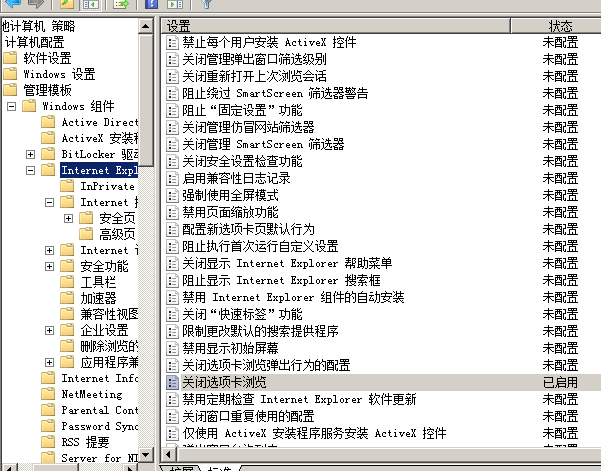 他计算机 策略
计算机配置
软件设置
Windows 设置
管理模板
Windows 组件
Active Direct
ActiveX 安装
BitLocker 驱
Internet Expl
InPrivate
Internet
安全页
高级页
Internet
安全功能
工具栏
加速器
兼容性视图
企业设置
删除浏览的
应用程序兼
Internet Info
NetMeeting
Parental Cont
Password Sync
RSS 提要
Server for NI
设置 状态
禁止每个用户安装 ActiveX 控件 未配置
关闭管理弹出窗口筛选级别 未配置
关闭重新打开上次浏览会话 未配置
阻止绕过 SmartScreen 筛选器警告 未配置
阻止“固定设置”功能 未配置
关闭管理仿冒网站筛选器 未配置
关闭管理 SmartScreen 筛选器 未配置
关闭安全设置检查功能 未配置
启用兼容性日志记录 未配置
强制使用全屏模式 未配置
禁用页面缩放功能 未配置
配置新选项卡页默认行为 未配置
阻止执行首次运行自定义设置 未配置
关闭显示 Internet Explorer 帮助菜单 未配置
阻止显示 Internet Explorer 搜索框 未配置
禁用 Internet Explorer 组件的自动安装 未配置
关闭“快速标签”功能 未配置
限制更改默认的搜索提供程序 未配置
禁用显示初始屏幕 未配置
关闭选项卡浏览弹出行为的配置 未配置
关闭选项卡浏览 已启用
禁用定期检查 Internet Explorer 软件更新 未配置
关闭窗口重复使用的配置 未配置
仅使用 ActiveX 安装程序服务安装 ActiveX 控件 未配置
扩展 标准